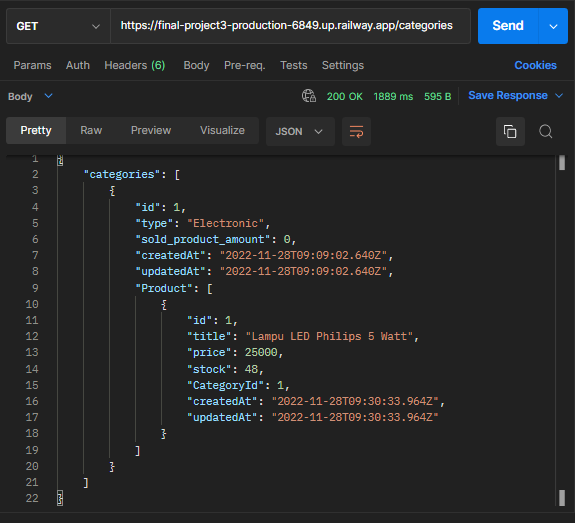 GET https://final-project3-production-6849.up.railway.app/categories Send
Params Auth Headers (6) Body Pre-req. Tests Settings Cookies
Body 200 OK 1889 ms 595 B Save Response
Pretty Raw Preview Visualize JSON
1 {
2 "categories": [
3 {
4 "id": 1,
5 "type": "Electronic",
6 "sold_product_amount": 0,
7 "createdAt": "2022-11-28T09:09:02.640Z",
8 "updatedAt": "2022-11-28T09:09:02.640Z",
9 "Product": [
10 {
11 "id": 1,
12 "title": "Lampu LED Philips 5 Watt",
13 "price": 25000,
14 "stock": 48,
15 "CategoryId": 1,
16 "createdAt": "2022-11-28T09:30:33.964Z",
17 "updatedAt": "2022-11-28T09:30:33.964Z"
18 }
19 ]
20 }
21 ]
22 }